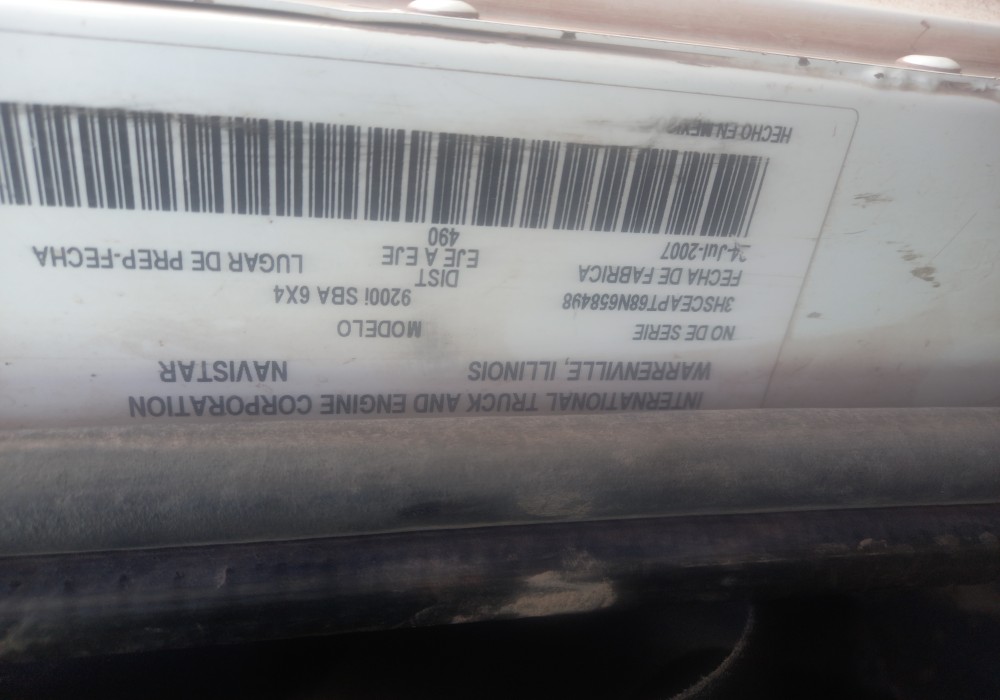 INTERNATIONAL TRUCK AND ENGINE CORPORATION
WARRENVILLE, ILLINOIS NAVISTAR
NO DE SERIE MODELO
3HSCEAPT68N658498 9200i SBA 6X4
FECHA DE FABRICA DIST EJE A EJE LUGAR DE PREP-FECHA
24-Jul-2007 490
HECHO EN MEXICO